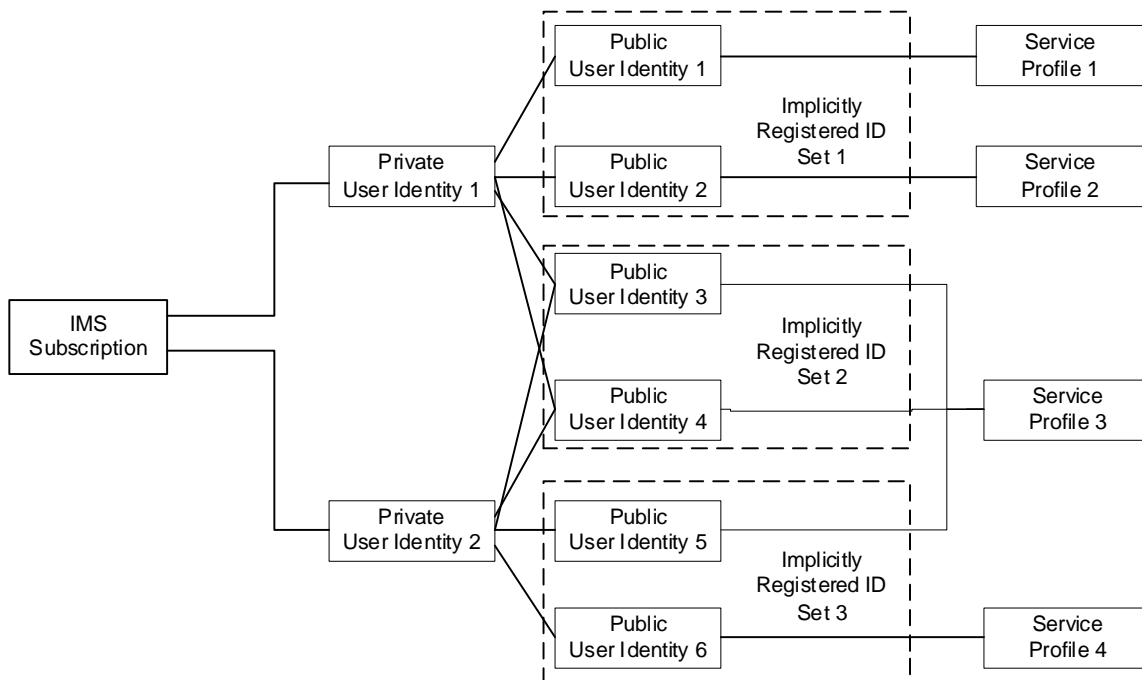 IMS
Subscription
Private
User Identity 1
Private
User Identity 2
Public
User Identity 1
Public
User Identity 2
Implicitly
Registered ID
Set 1
Public
User Identity 3
Public
User Identity 4
Implicitly
Registered ID
Set 2
Public
User Identity 5
Public
User Identity 6
Implicitly
Registered ID
Set 3
Service
Profile 1
Service
Profile 2
Service
Profile 3
Service
Profile 4